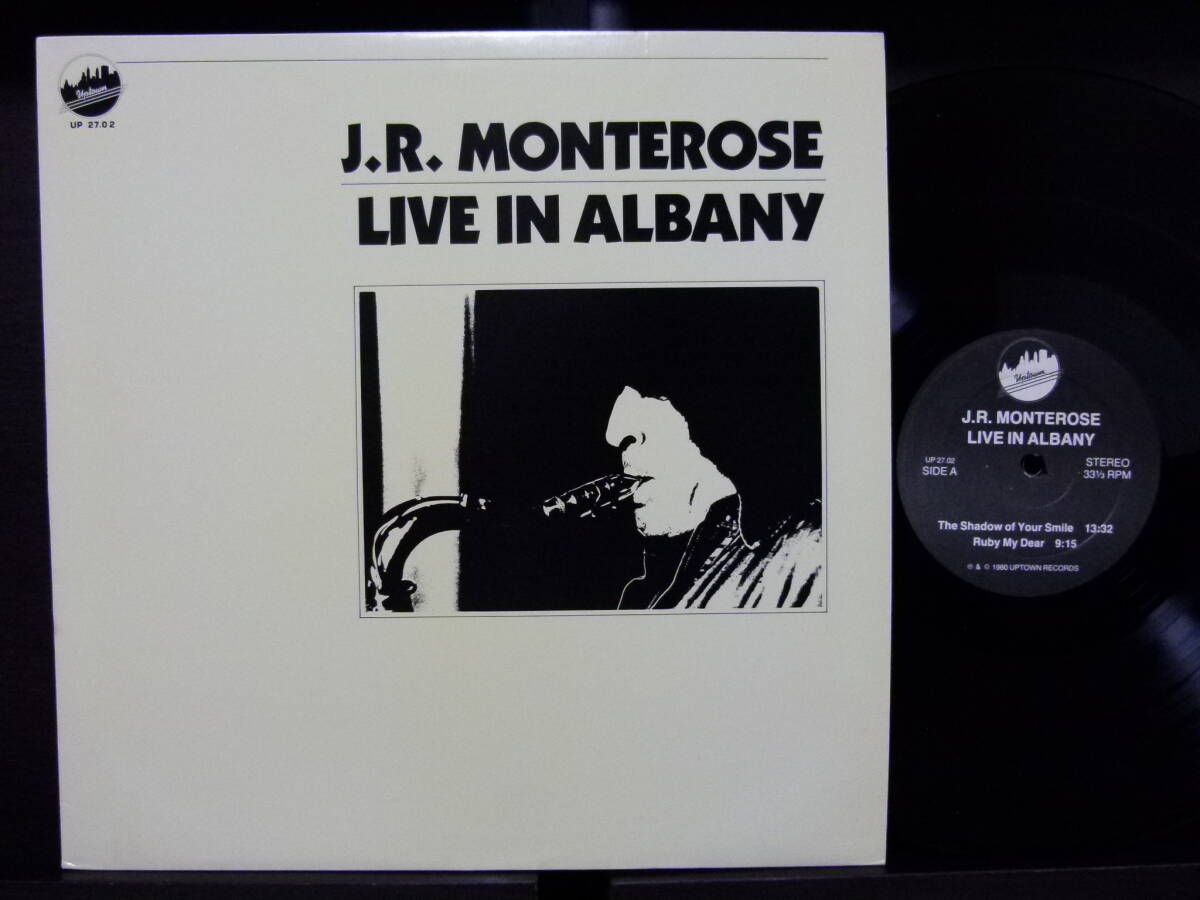 Uptown
UP 27.02
J.R. MONTEROSE
LIVE IN ALBANY
Uptown
J.R. MONTEROSE
LIVE IN ALBANY
UP 27.02
SIDE A
STEREO
33⅓ RPM
The Shadow of Your Smile 13:32
Ruby My Dear 9:15
℗ & © 1980 UPTOWN RECORDS